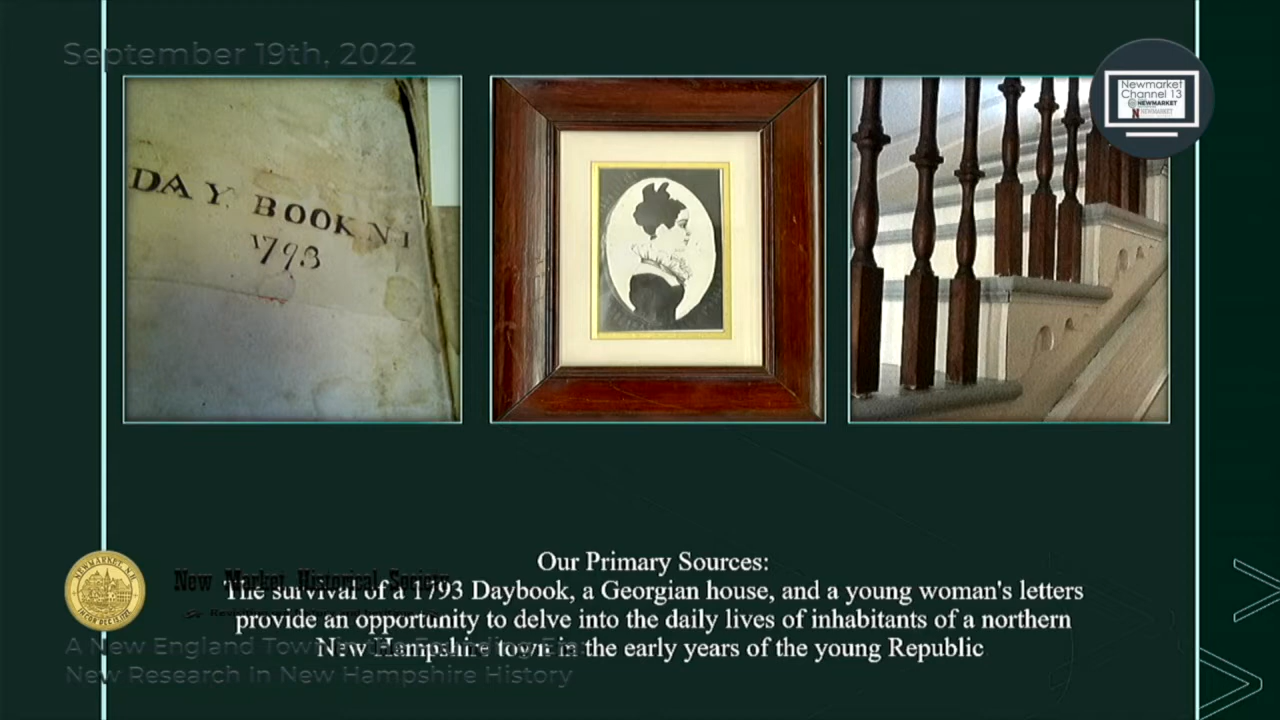 September 19th, 2022
Newmarket
Channel 13
NEWMARKET
NEWMARKET
DAY BOOK N 1
1793
Our Primary Sources:
The survival of a 1793 Daybook, a Georgian house, and a young woman's letters
provide an opportunity to delve into the daily lives of inhabitants of a northern
New Hampshire town in the early years of the young Republic
NEWMARKET, N.H.
New Market Historical Society
A New England Town
New Research in New Hampshire History